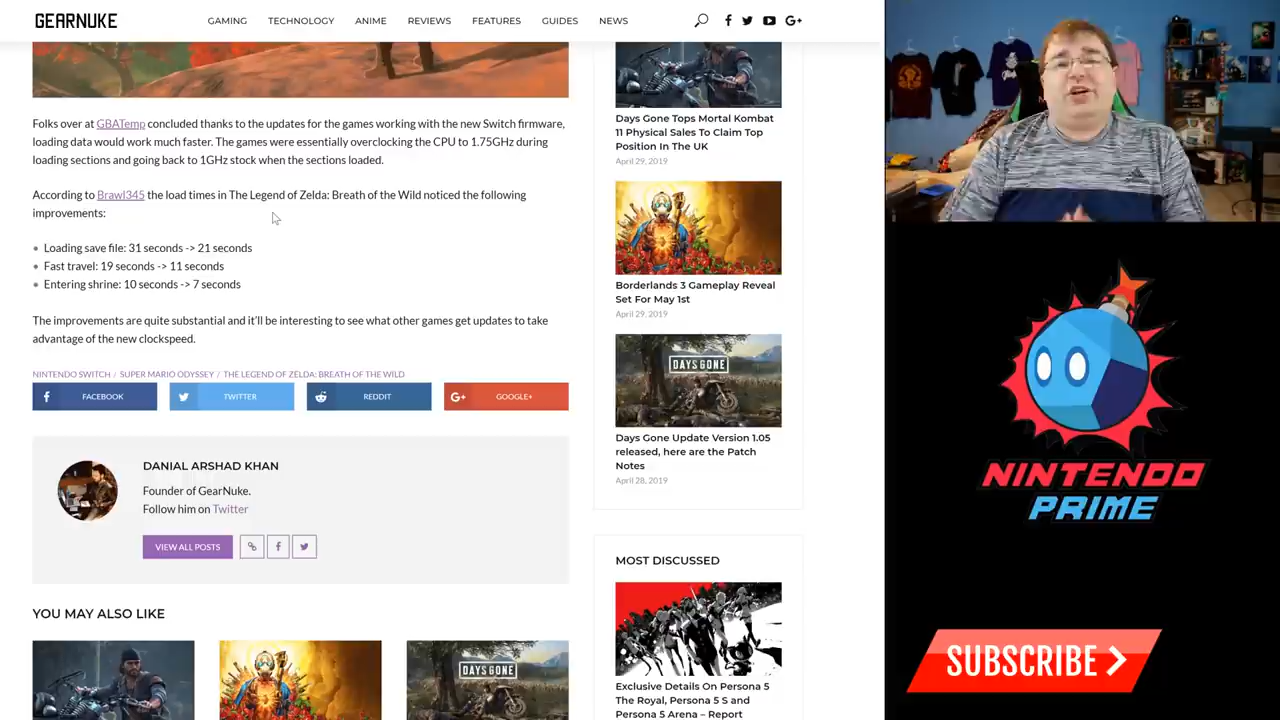 GEARNUKE
GAMING TECHNOLOGY ANIME REVIEWS FEATURES GUIDES NEWS
Folks over at GBATemp concluded thanks to the updates for the games working with the new Switch firmware,
loading data would work much faster. The games were essentially overclocking the CPU to 1.75GHz during
loading sections and going back to 1GHz stock when the sections loaded.
According to Brawl345 the load times in The Legend of Zelda: Breath of the Wild noticed the following
improvements:
Loading save file: 31 seconds -> 21 seconds
Fast travel: 19 seconds -> 11 seconds
Entering shrine: 10 seconds -> 7 seconds
The improvements are quite substantial and it'll be interesting to see what other games get updates to take
advantage of the new clockspeed.
NINTENDO SWITCH / SUPER MARIO ODYSSEY / THE LEGEND OF ZELDA: BREATH OF THE WILD
FACEBOOK TWITTER REDDIT GOOGLE+
DANIAL ARSHAD KHAN
Founder of GearNuke.
Follow him on Twitter
VIEW ALL POSTS
YOU MAY ALSO LIKE
DAYS GONE
Days Gone Tops Mortal Kombat
11 Physical Sales To Claim Top
Position In The UK
April 29, 2019
Borderlands 3 Gameplay Reveal
Set For May 1st
April 29, 2019
DAYS GONE
Days Gone Update Version 1.05
released, here are the Patch
Notes
April 28, 2019
MOST DISCUSSED
Exclusive Details On Persona 5
The Royal, Persona 5 S and
Persona 5 Arena – Report
NINTENDO
PRIME
SUBSCRIBE